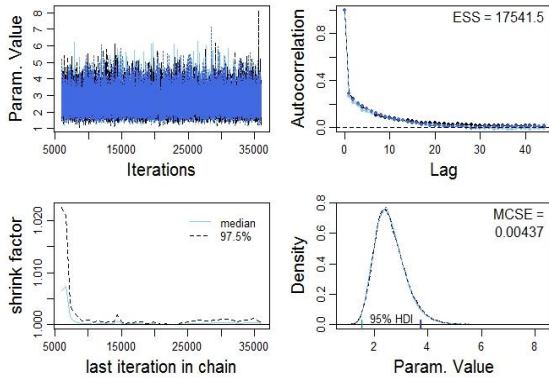 Param. Value
8
7
6
5
4
3
2
1
5000 15000 25000 35000
Iterations
Autocorrelation
0.8
0.4
0.0
ESS = 17541.5
0 10 20 30 40
Lag
shrink factor
1.020
1.010
1.000
median
97.5%
5000 15000 25000 35000
last iteration in chain
Density
0.8
0.6
0.4
0.2
0.0
MCSE =
0.00437
95% HDI
2 4 6 8
Param. Value